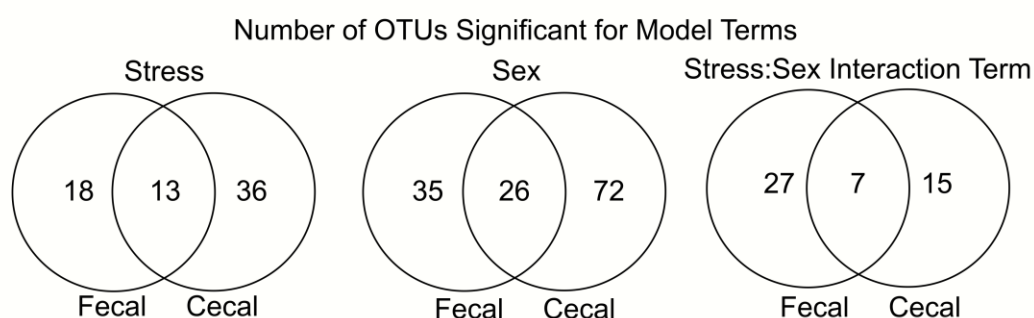 Number of OTUs Significant for Model Terms
Stress
Sex
Stress:Sex Interaction Term
18 13 36
35 26 72
27 7 15
Fecal Cecal
Fecal Cecal
Fecal Cecal